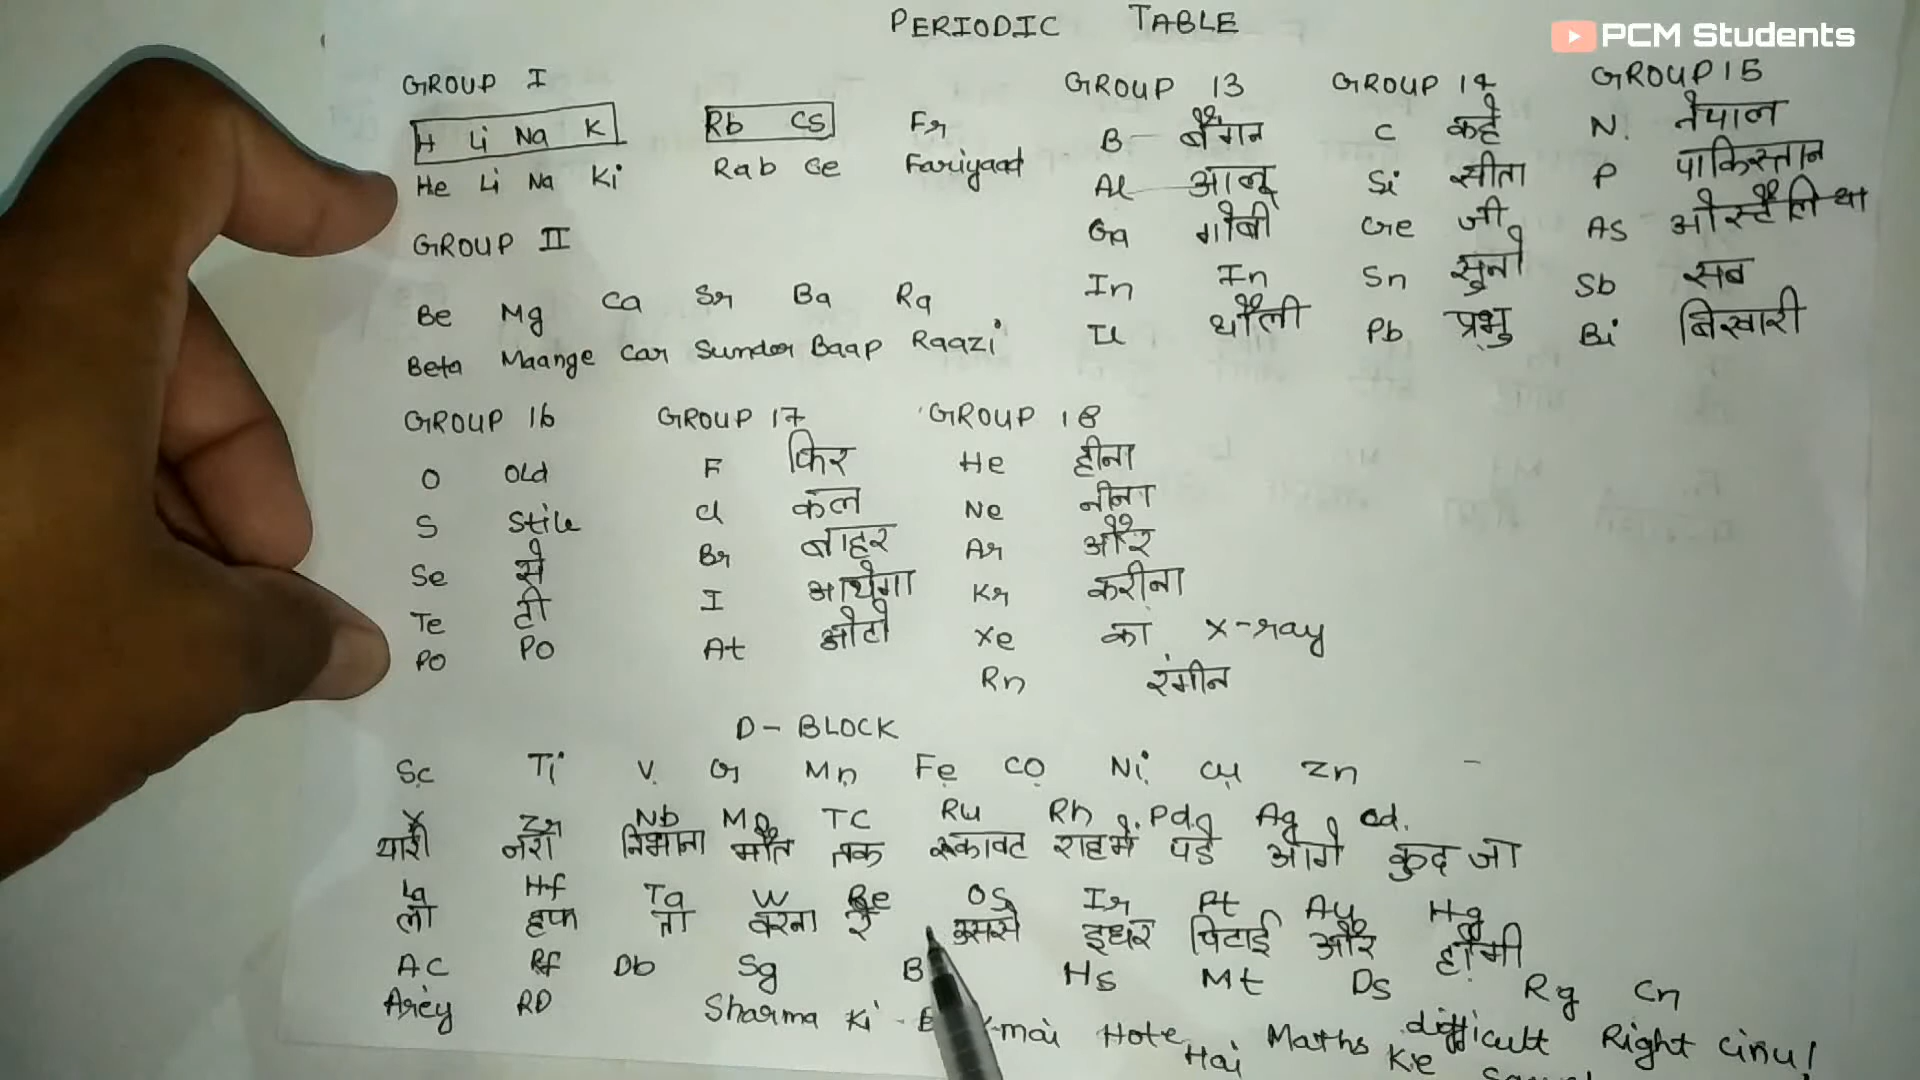 PERIODIC TABLE
PCM Students
GROUP I
H Li Na K Rb Cs Fr
He Li Na Ki Rab Se Fariyaad
GROUP II
Be Mg Ca Sr Ba Ra
Beta Maange Car Sunder Baap Raazi
GROUP 13
B बैंगन
Al आलू
Ga गोबी
In In
Tl थैली
GROUP 14
C कहे
Si सीता
Ge जी
Sn सुनो
Pb प्रभु
GROUP 15
N नेपाल
P पाकिस्तान
As ओस्टैलिया
Sb सब
Bi बिखारी
GROUP 16
O Old
S Stile
Se से
Te टी
Po Po
GROUP 17
F फिर
Cl कल
Br बाहर
I आयेगा
At ओटो
GROUP 18
He हीना
Ne नीना
Ar और
Kr करीना
Xe का X-ray
Rn रंगीन
D-BLOCK
Sc Ti V Cr Mn Fe CO Ni Cu Zn
Y Zr Nb Mo TC Ru Rh Pd Ag Cd
यारी निभाना मौत तक रुकावट राहमें पडे आगे कुद जा
La Hf Ta W Re Os Ir Pt Au Hg
ला हफ्ता वरना रे उससे इधर पिटाई और होगी
AC Rf Db Sg Hs Mt Ds Rg Cn
Arey RD Sharma Ki mai Hote Maths difficult Right Cinu!
Hai Ke